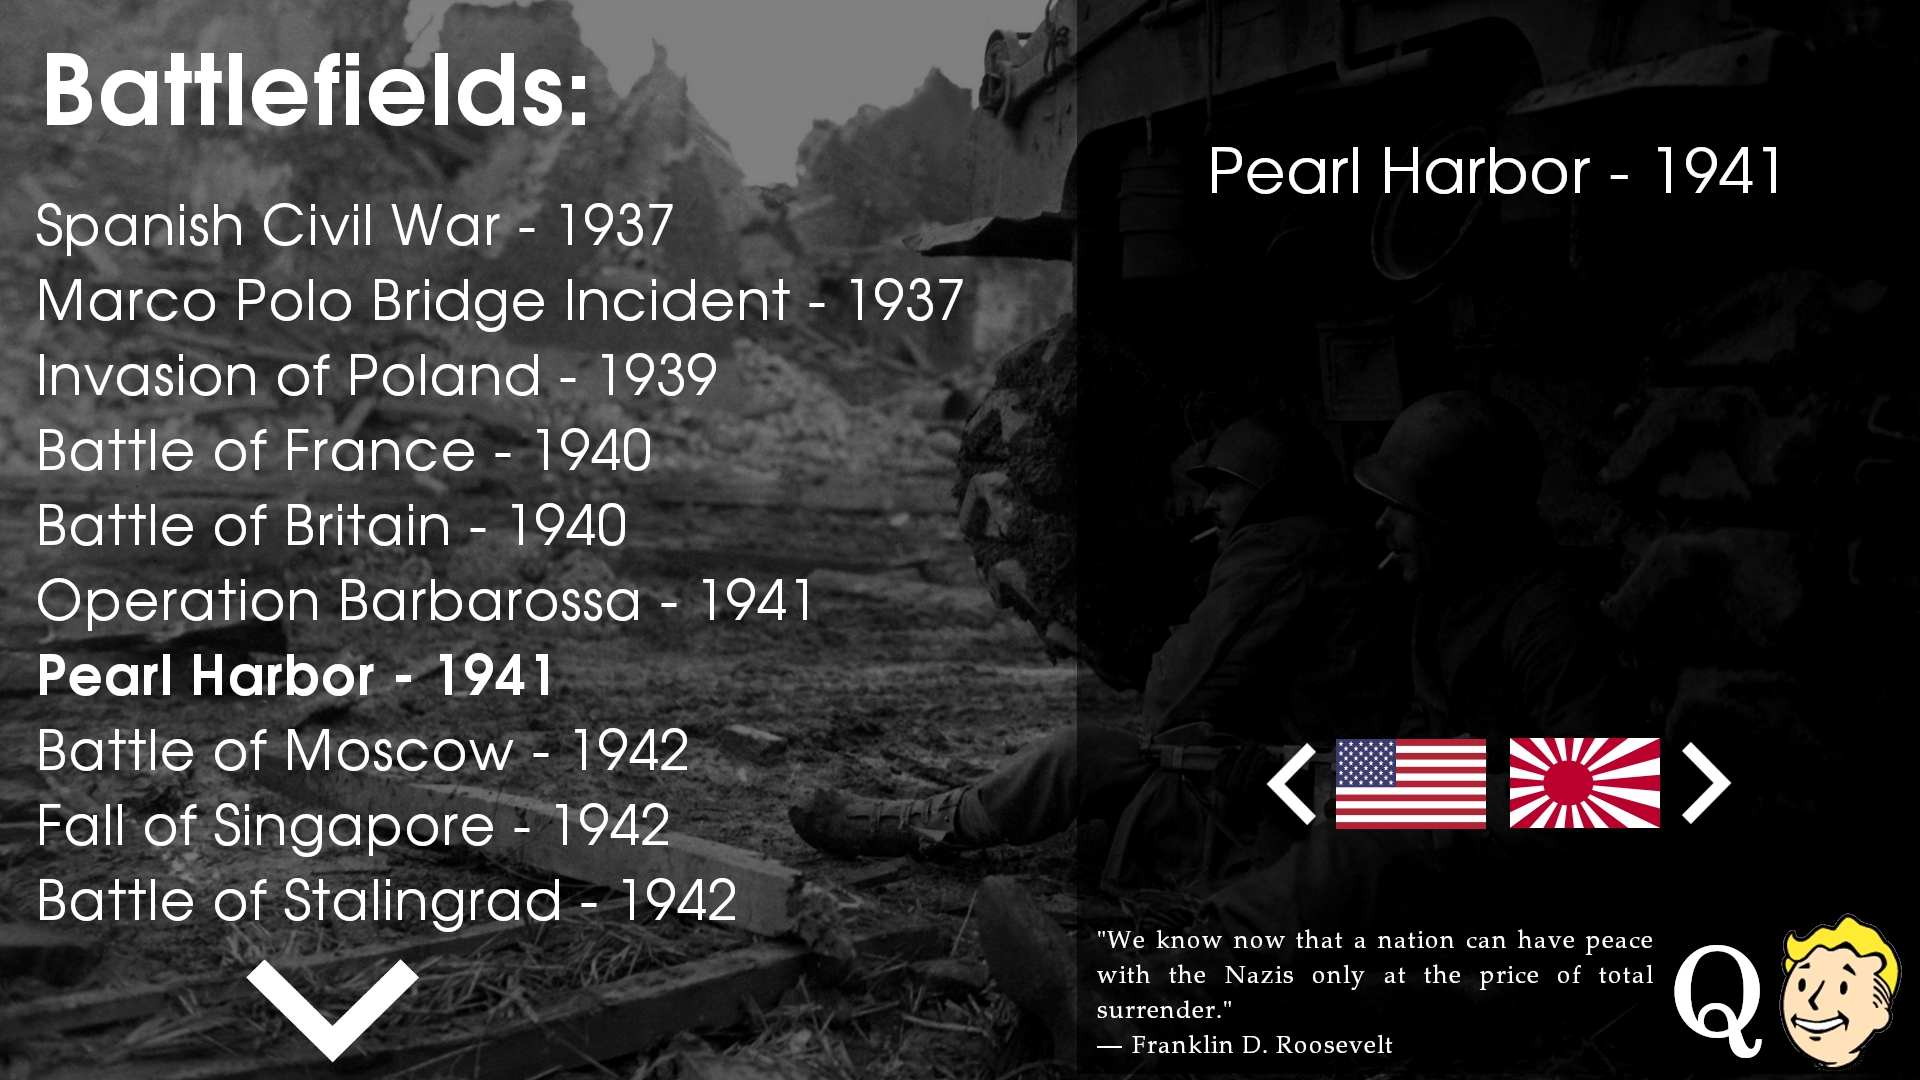 Battlefields:
Spanish Civil War - 1937
Marco Polo Bridge Incident - 1937
Invasion of Poland - 1939
Battle of France - 1940
Battle of Britain - 1940
Operation Barbarossa - 1941
Pearl Harbor - 1941
Battle of Moscow - 1942
Fall of Singapore - 1942
Battle of Stalingrad - 1942
Pearl Harbor - 1941
"We know now that a nation can have peace
with the Nazis only at the price of total
surrender."
— Franklin D. Roosevelt
Q